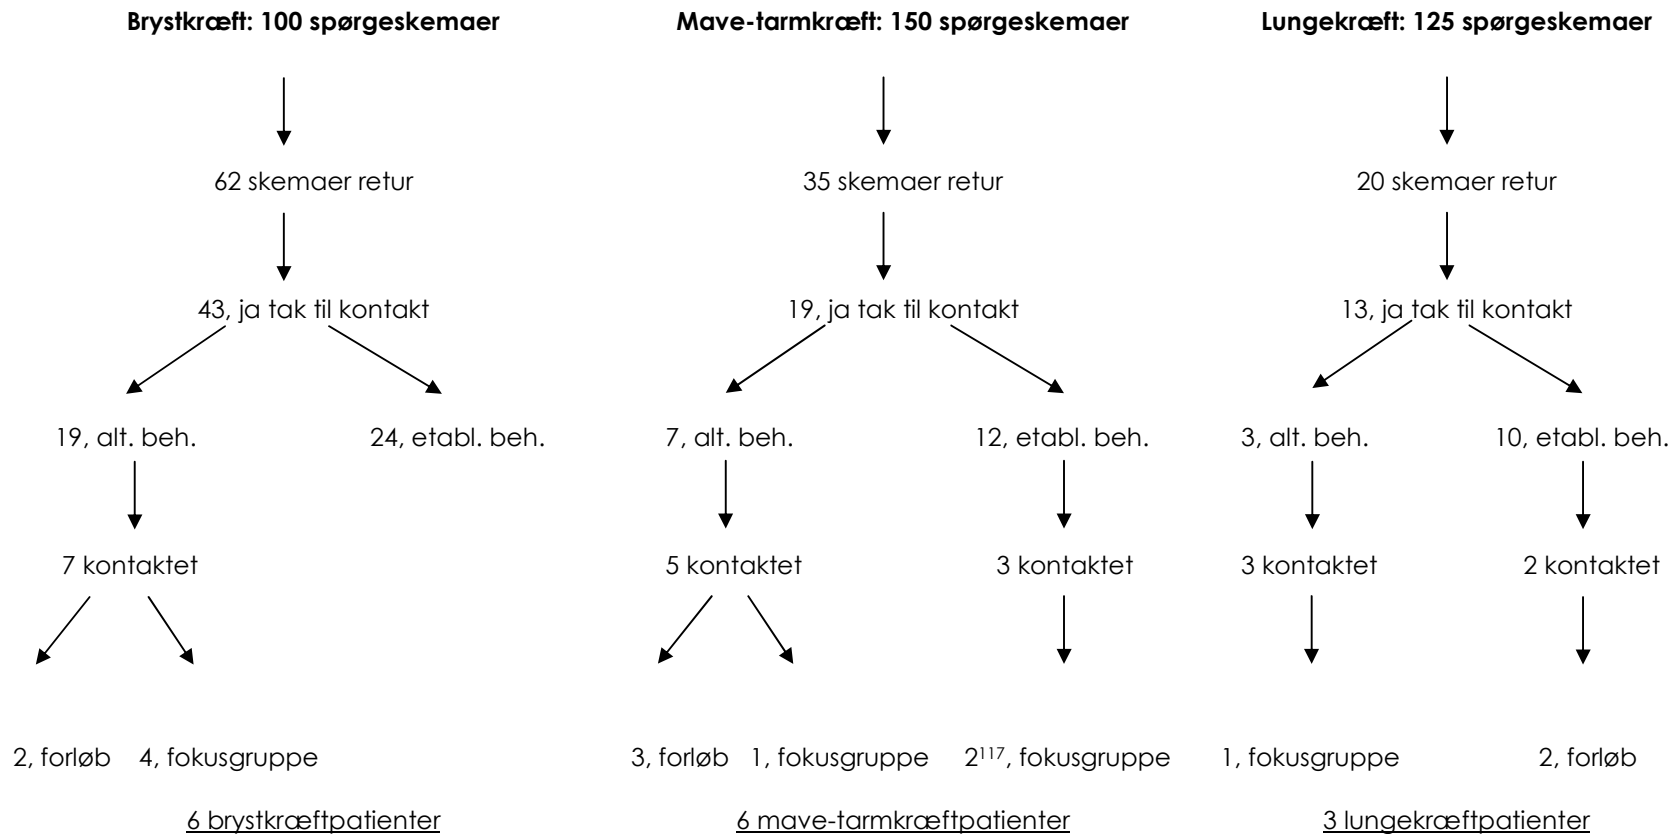 Brystkræft: 100 spørgeskemaer Mave-tarmkræft: 150 spørgeskemaer Lungekræft: 125 spørgeskemaer
62 skemaer retur 35 skemaer retur 20 skemaer retur
43, ja tak til kontakt 19, ja tak til kontakt 13, ja tak til kontakt
19, alt. beh. 24, etabl. beh. 7, alt. beh. 12, etabl. beh. 3, alt. beh. 10, etabl. beh.
7 kontaktet 5 kontaktet 3 kontaktet 3 kontaktet 2 kontaktet
2, forløb 4, fokusgruppe 3, forløb 1, fokusgruppe 2¹¹⁷, fokusgruppe 1, fokusgruppe 2, forløb
6 brystkræftpatienter 6 mave-tarmkræftpatienter 3 lungekræftpatienter